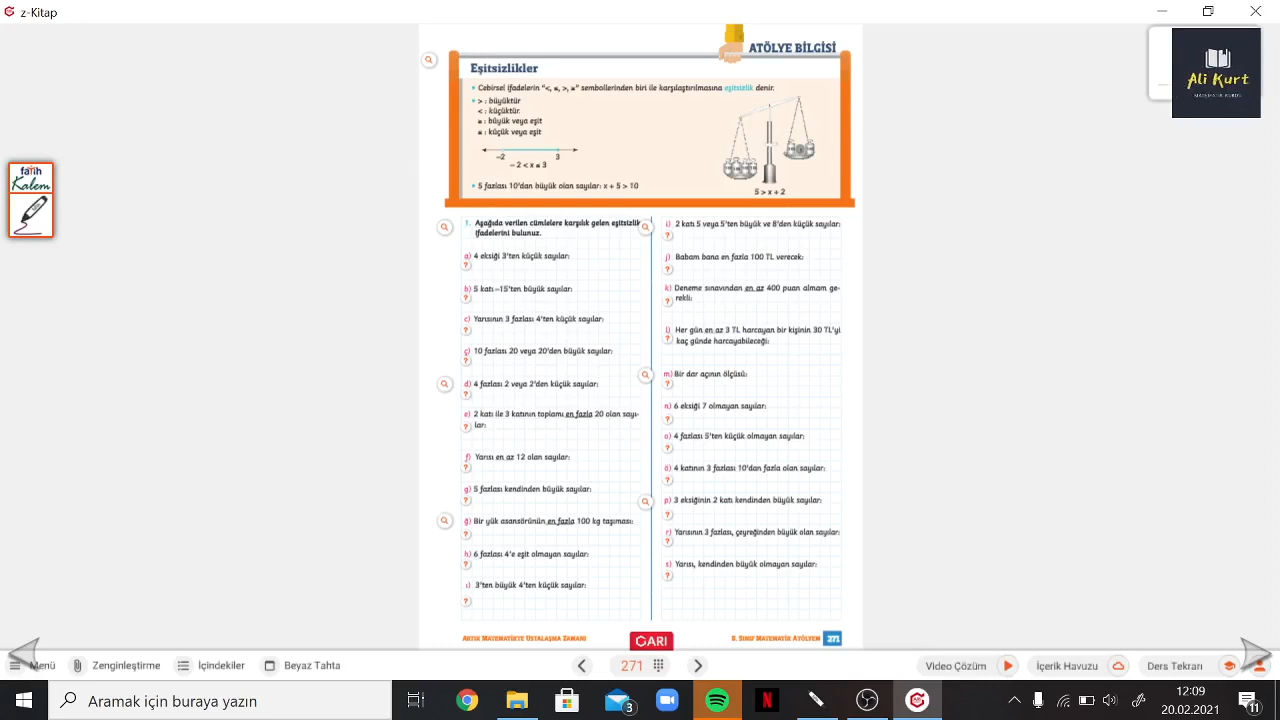 z-Kitap
ATÖLYE BİLGİSİ
Eşitsizlikler
• Cebirsel ifadelerin “<, ≤, >, ≥” sembollerinden biri ile karşılaştırılmasına eşitsizlik denir.
• > : büyüktür
< : küçüktür.
≥ : büyük veya eşit
≤ : küçük veya eşit
−2 3
− 2 < x ≤ 3
• 5 fazlası 10'dan büyük olan sayılar: x + 5 > 10
5 > x + 2
Ali Kurt
fatih
Kalem
1. Aşağıda verilen cümlelere karşılık gelen eşitsizlik
ifadelerini bulunuz.
a) 4 eksiği 3'ten küçük sayılar:
?
b) 5 katı −15'ten büyük sayılar:
?
c) Yarısının 3 fazlası 4'ten küçük sayılar:
?
ç) 10 fazlası 20 veya 20'den büyük sayılar:
?
d) 4 fazlası 2 veya 2'den küçük sayılar:
?
e) 2 katı ile 3 katının toplamı en fazla 20 olan sayı-
? lar:
f) Yarısı en az 12 olan sayılar:
?
g) 5 fazlası kendinden büyük sayılar:
?
ğ) Bir yük asansörünün en fazla 100 kg taşıması:
?
h) 6 fazlası 4'e eşit olmayan sayılar:
?
ı) 3'ten büyük 4'ten küçük sayılar:
?
i) 2 katı 5 veya 5'ten büyük ve 8'den küçük sayılar:
?
j) Babam bana en fazla 100 TL verecek:
?
k) Deneme sınavından en az 400 puan almam ge-
? rekli:
l) Her gün en az 3 TL harcayan bir kişinin 30 TL'yi
? kaç günde harcayabileceği:
m) Bir dar açının ölçüsü:
?
n) 6 eksiği 7 olmayan sayılar:
?
o) 4 fazlası 5'ten küçük olmayan sayılar:
?
ö) 4 katının 3 fazlası 10'dan fazla olan sayılar:
?
p) 3 eksiğinin 2 katı kendinden büyük sayılar:
?
r) Yarısının 3 fazlası, çeyreğinden büyük olan sayılar:
?
s) Yarısı, kendinden büyük olmayan sayılar:
?
ARTIK MATEMATİKTE USTALAŞMA ZAMANI
GARI
8. SINIF MATEMATİK ATÖLYEM 271
Menü Zenginleştirme İçindekiler Beyaz Tahta 271 Video Çözüm İçerik Havuzu Ders Tekrarı
Aramak için buraya yazın
3
12.02.2021